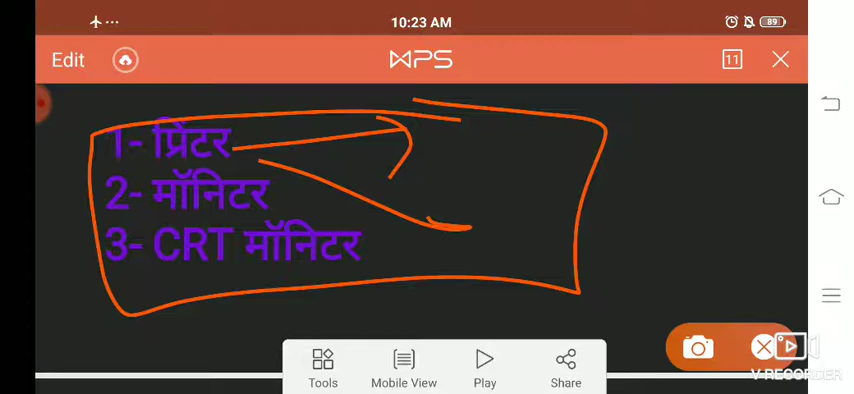 10:23 AM
89
Edit
WPS
11
1- प्रिंटर
2- मॉनिटर
3- CRT मॉनिटर
Tools
Mobile View
Play
Share
V RECORDER